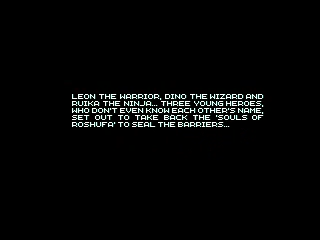 LEON THE WARRIOR, DINO THE WIZARD AND
RUIKA THE NINJA... THREE YOUNG HEROES,
WHO DON'T EVEN KNOW EACH OTHER'S NAME,
SET OUT TO TAKE BACK THE 'SOULS OF
ROSHUFA' TO SEAL THE BARRIERS...